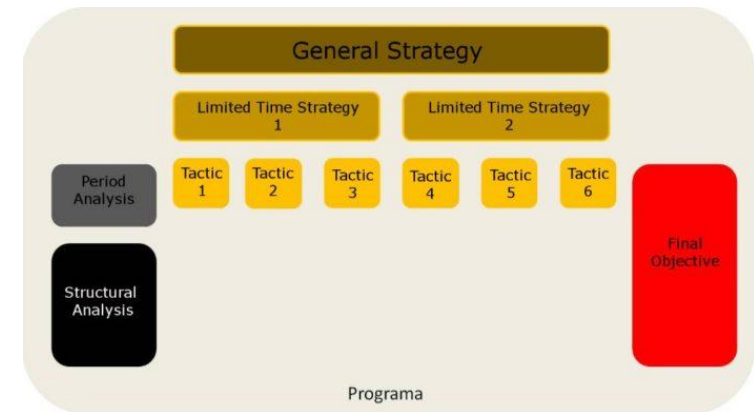 General Strategy
Limited Time Strategy
1
Limited Time Strategy
2
Period
Analysis
Tactic
1
Tactic
2
Tactic
3
Tactic
4
Tactic
5
Tactic
6
Structural
Analysis
Final
Objective
Programa